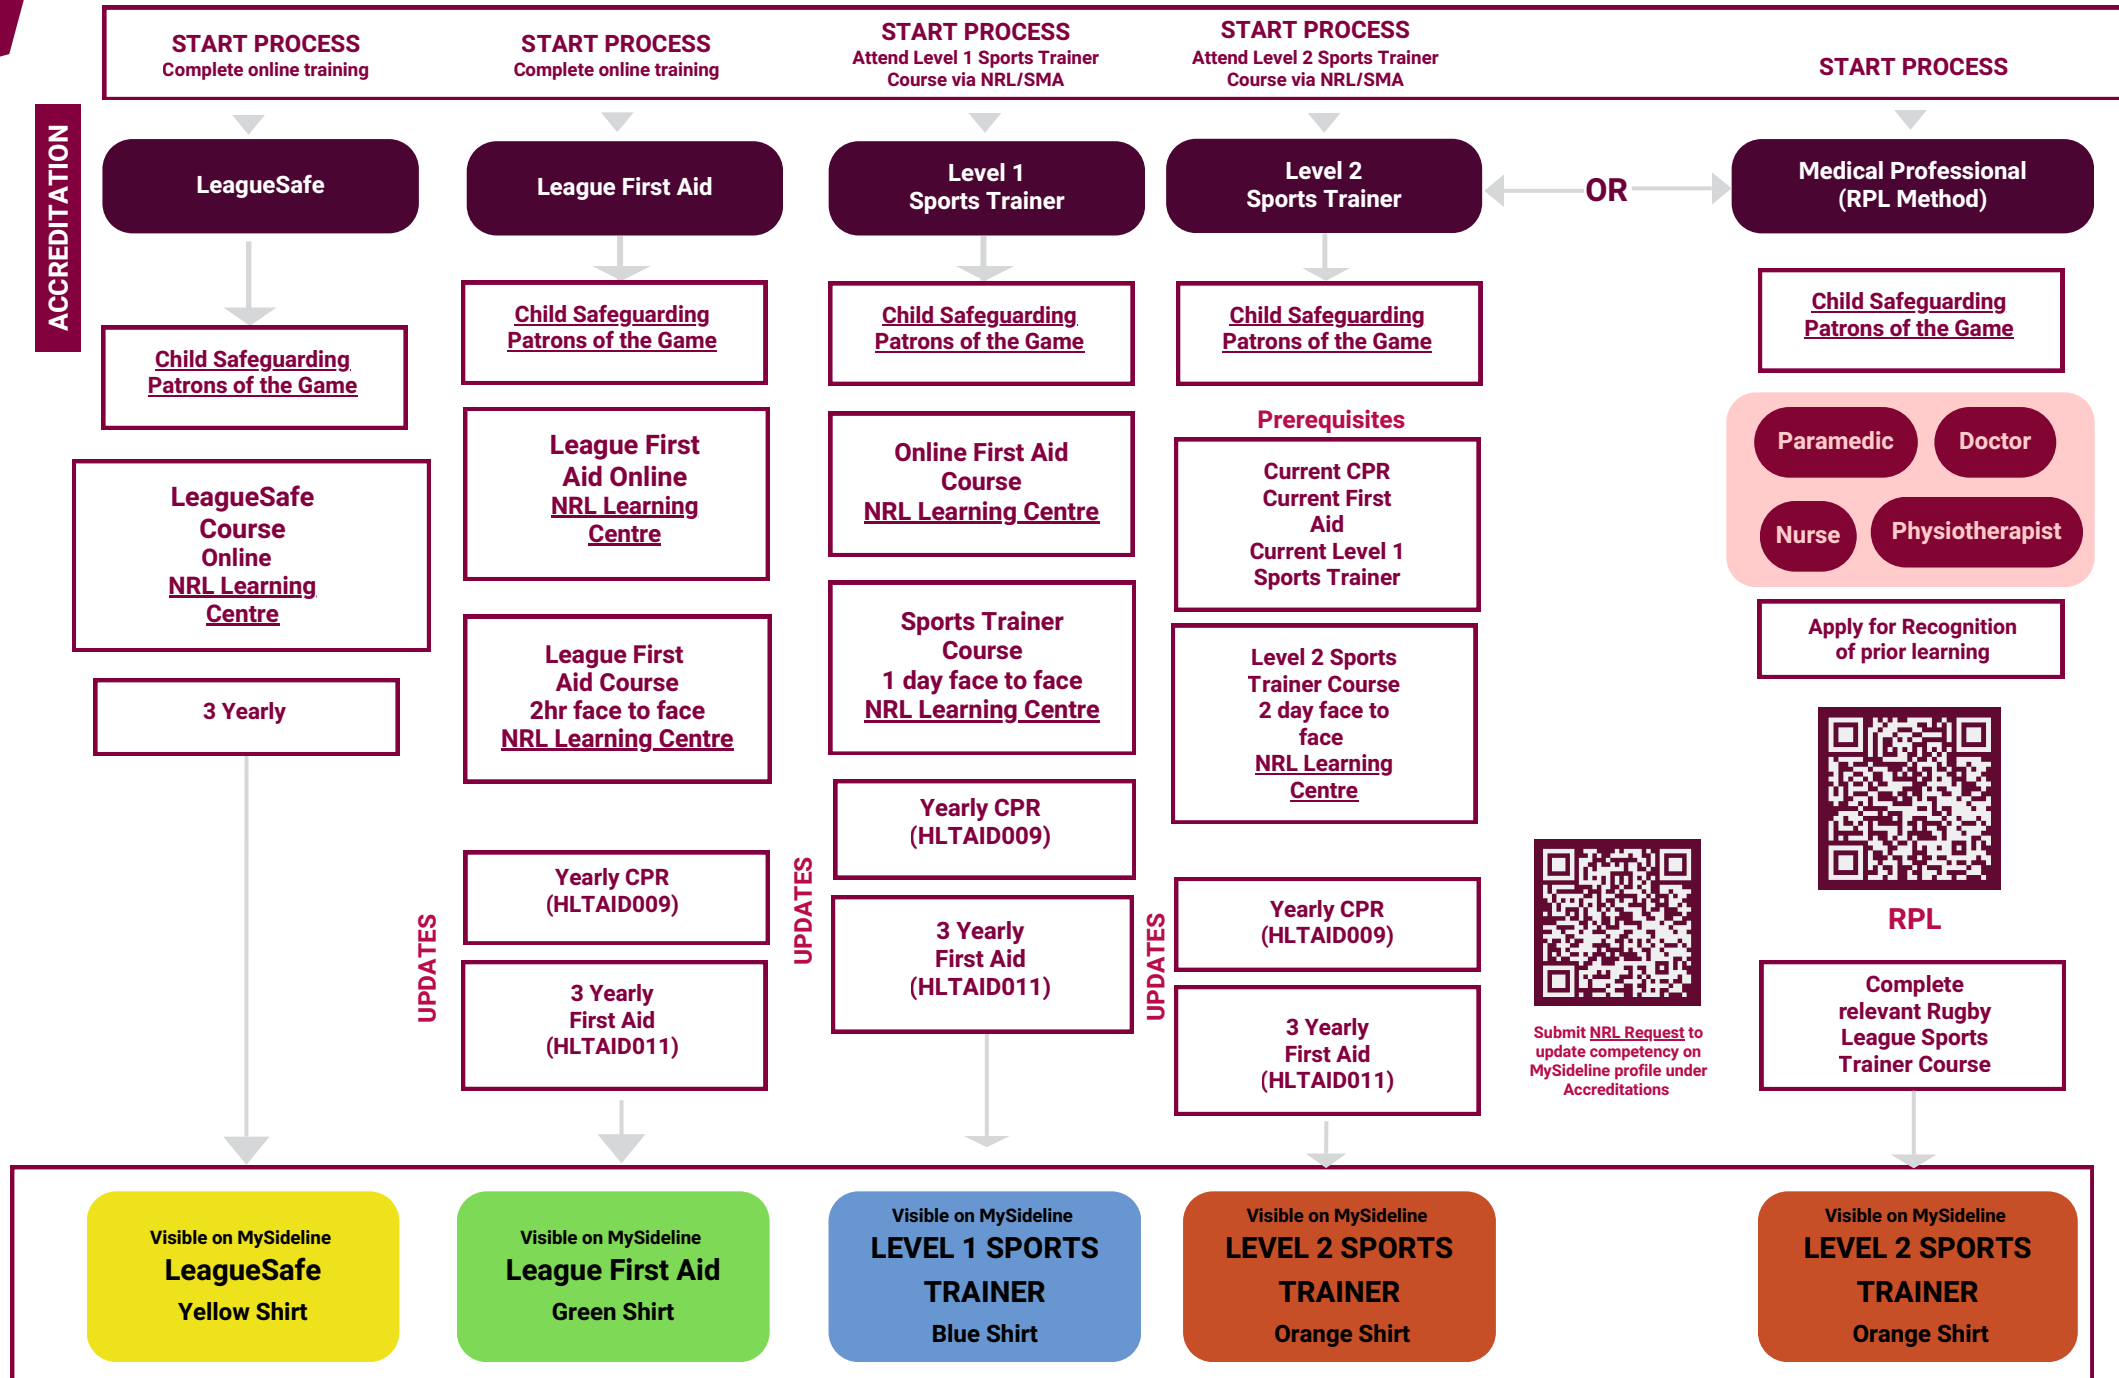 START PROCESS
Complete online training
START PROCESS
Complete online training
START PROCESS
Attend Level 1 Sports Trainer
Course via NRL/SMA
START PROCESS
Attend Level 2 Sports Trainer
Course via NRL/SMA
START PROCESS
ACCREDITATION
LeagueSafe
Child Safeguarding
Patrons of the Game
LeagueSafe
Course
Online
NRL Learning
Centre
3 Yearly
League First Aid
Child Safeguarding
Patrons of the Game
League First
Aid Online
NRL Learning
Centre
League First
Aid Course
2hr face to face
NRL Learning Centre
UPDATES
Yearly CPR
(HLTAID009)
3 Yearly
First Aid
(HLTAID011)
Level 1
Sports Trainer
Child Safeguarding
Patrons of the Game
Online First Aid
Course
NRL Learning Centre
Sports Trainer
Course
1 day face to face
NRL Learning Centre
UPDATES
Yearly CPR
(HLTAID009)
3 Yearly
First Aid
(HLTAID011)
Level 2
Sports Trainer
Child Safeguarding
Patrons of the Game
Prerequisites
Current CPR
Current First
Aid
Current Level 1
Sports Trainer
Level 2 Sports
Trainer Course
2 day face to
face
NRL Learning
Centre
UPDATES
Yearly CPR
(HLTAID009)
3 Yearly
First Aid
(HLTAID011)
OR
Submit NRL Request to
update competency on
MySideline profile under
Accreditations
Medical Professional
(RPL Method)
Child Safeguarding
Patrons of the Game
Paramedic
Doctor
Nurse
Physiotherapist
Apply for Recognition
of prior learning
RPL
Complete
relevant Rugby
League Sports
Trainer Course
Visible on MySideline
LeagueSafe
Yellow Shirt
Visible on MySideline
League First Aid
Green Shirt
Visible on MySideline
LEVEL 1 SPORTS
TRAINER
Blue Shirt
Visible on MySideline
LEVEL 2 SPORTS
TRAINER
Orange Shirt
Visible on MySideline
LEVEL 2 SPORTS
TRAINER
Orange Shirt